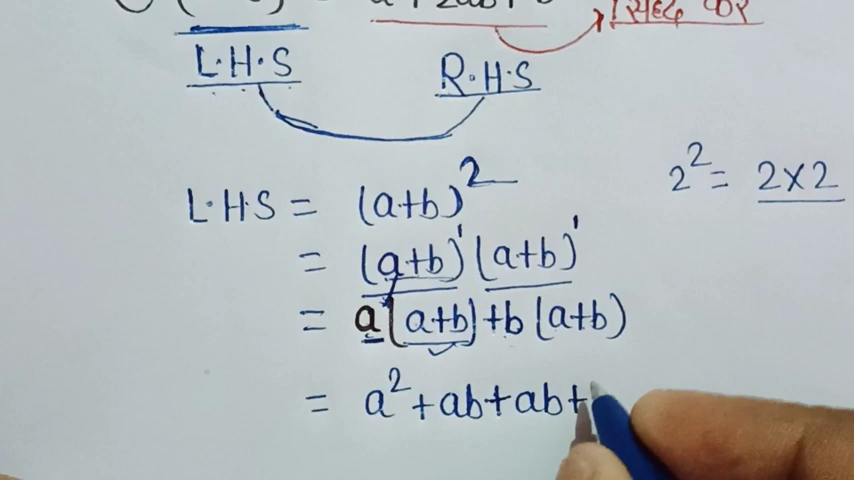 L·H·S R·H·S
2² = 2×2
L·H·S = (a+b)²
= (a+b)¹ (a+b)¹
= a(a+b)+b(a+b)
= a²+ab+ab+